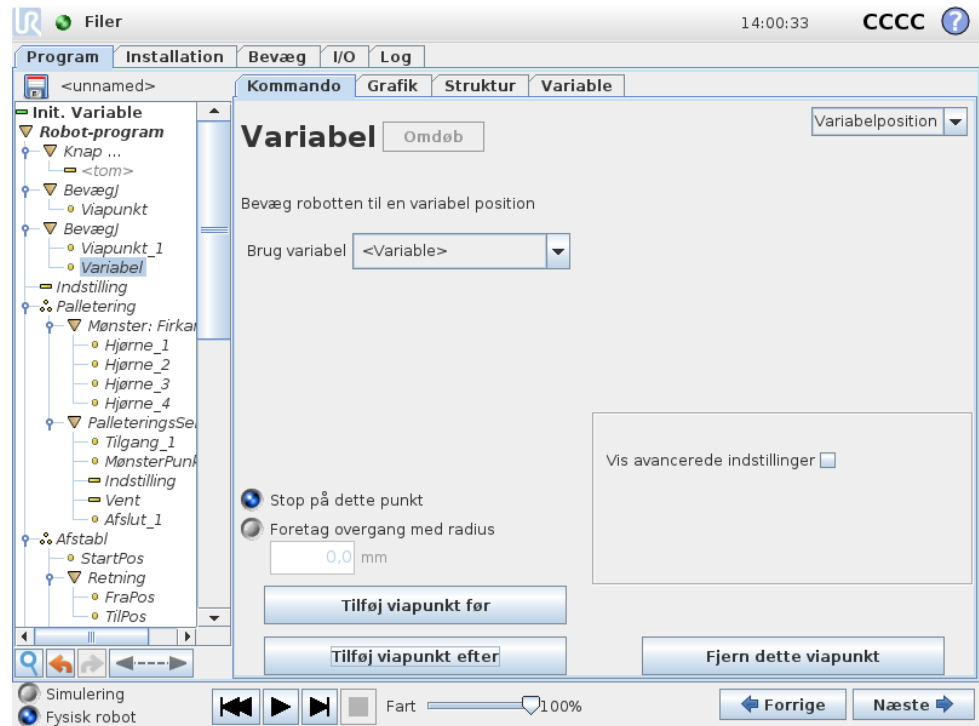 UR Filer 14:00:33 CCCC ?
Program Installation Bevæg I/O Log
<unnamed>
Kommando Grafik Struktur Variable
Init. Variable
Robot-program
Knap ...
<tom>
BevægJ
Viapunkt
BevægJ
Viapunkt_1
Variabel
Indstilling
Palletering
Mønster: Firkan
Hjørne_1
Hjørne_2
Hjørne_3
Hjørne_4
PalleteringsSe
Tilgang_1
MønsterPunk
Indstilling
Vent
Afslut_1
Afstabl
StartPos
Retning
FraPos
TilPos
Variabel Omdøb
Variabelposition
Bevæg robotten til en variabel position
Brug variabel <Variable>
Vis avancerede indstillinger
Stop på dette punkt
Foretag overgang med radius
0,0 mm
Tilføj viapunkt før
Tilføj viapunkt efter
Fjern dette viapunkt
Simulering
Fysisk robot
Fart 100%
Forrige
Næste